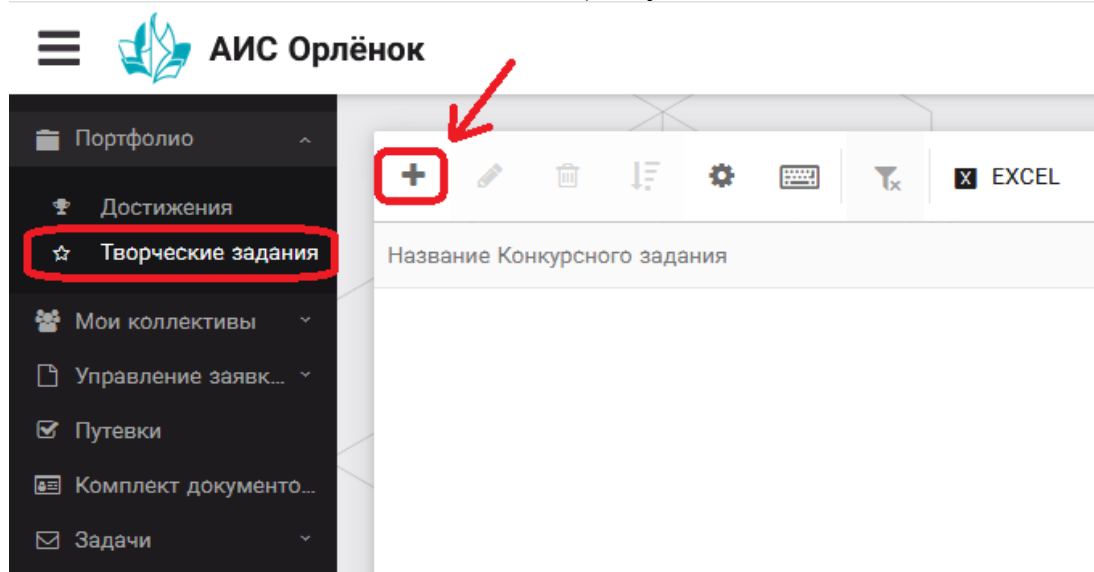 АИС Орлёнок
Портфолио
Достижения
Творческие задания
Мои коллективы
Управление заявк...
Путевки
Комплект документо...
Задачи
X EXCEL
Название Конкурсного задания